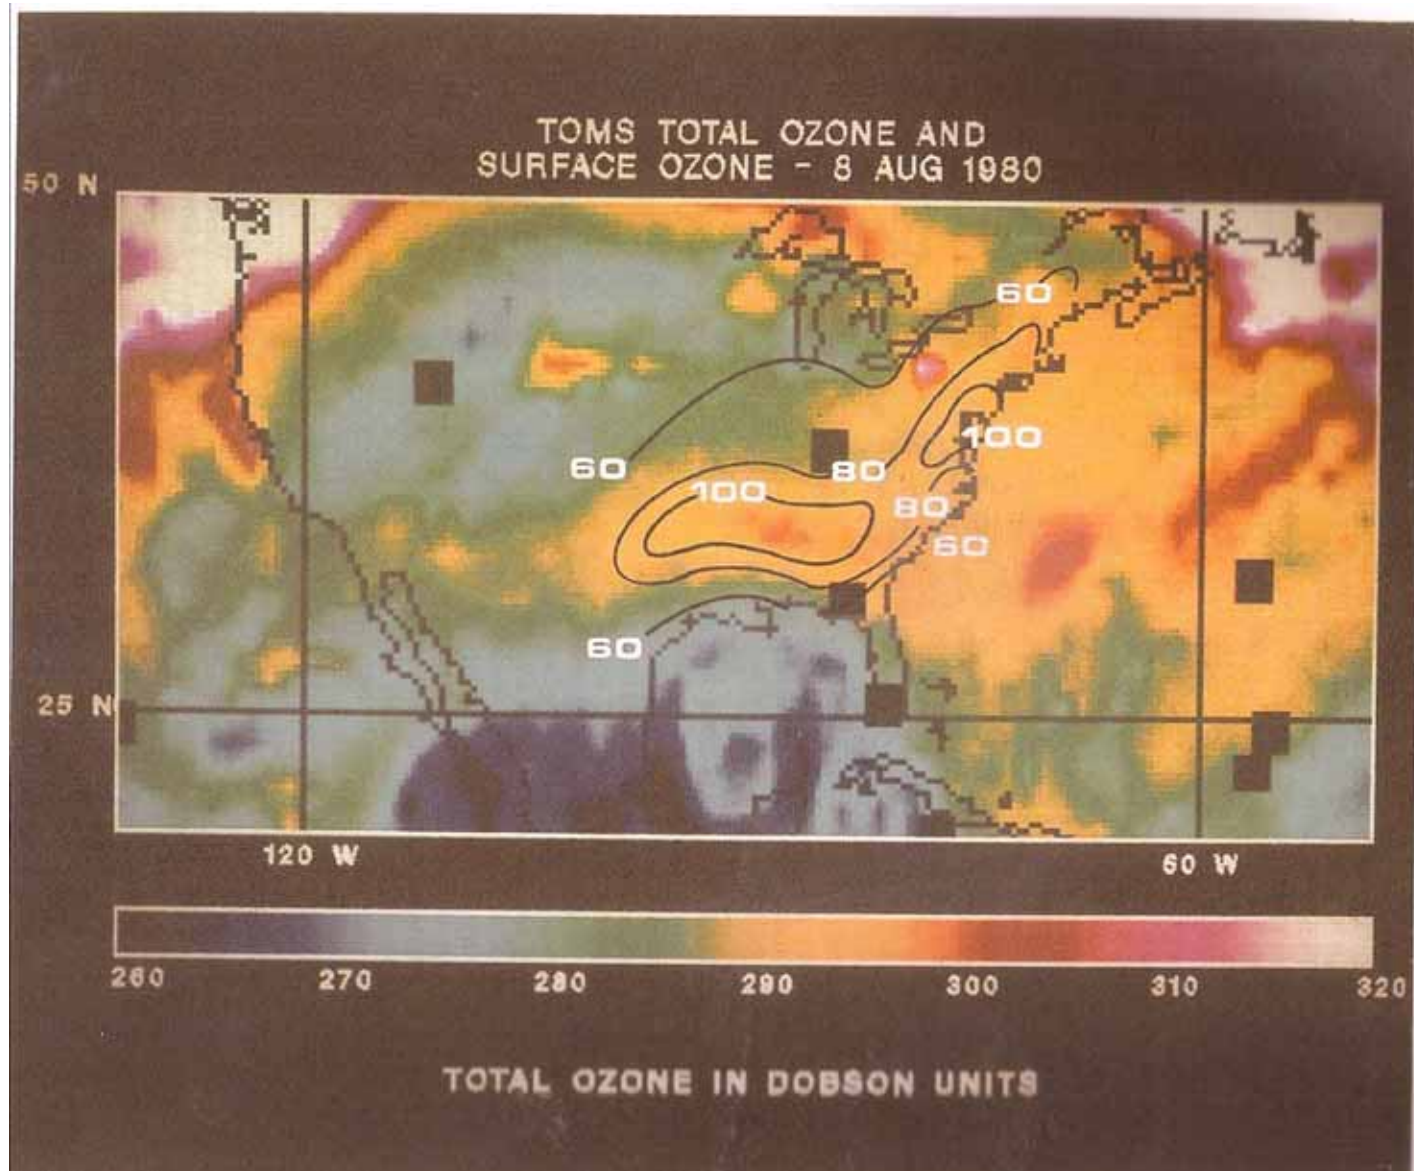 TOMS TOTAL OZONE AND
SURFACE OZONE - 8 AUG 1980
50 N
60
60
80
100
100
80
60
60
25 N
120 W
60 W
260 270 280 290 300 310 320
TOTAL OZONE IN DOBSON UNITS